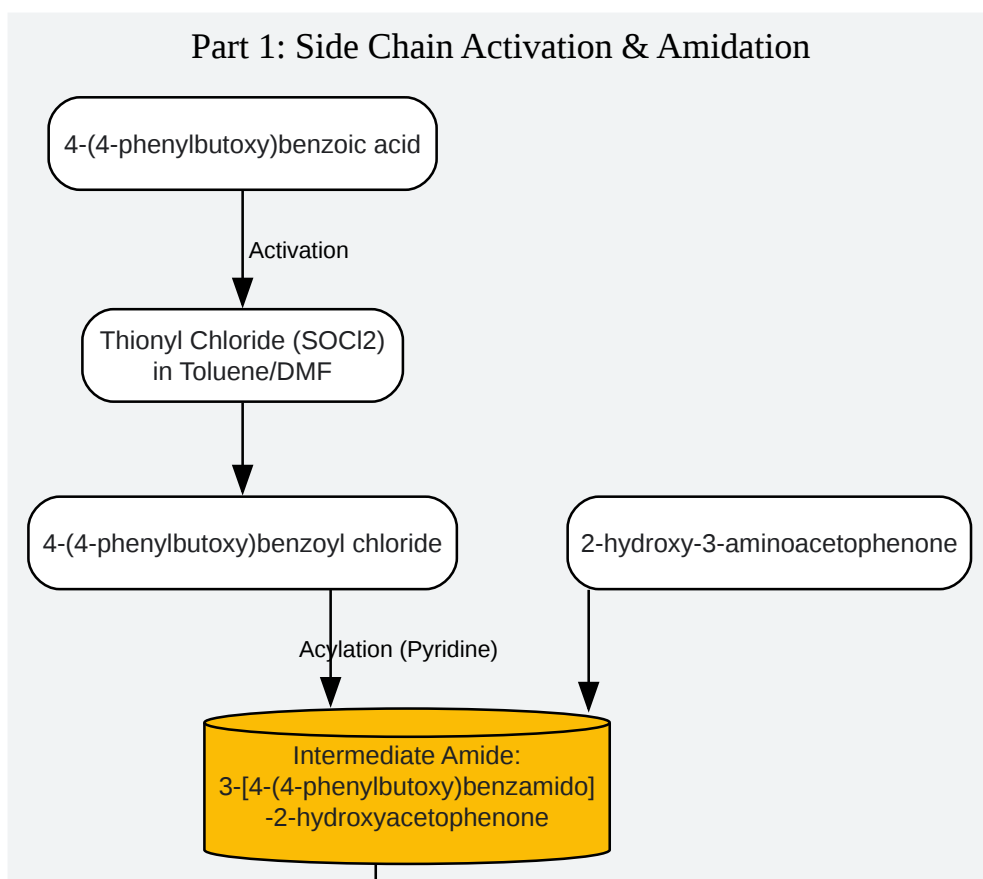 Part 1: Side Chain Activation & Amidation
4-(4-phenylbutoxy)benzoic acid
Activation
Thionyl Chloride (SOCl2)
in Toluene/DMF
4-(4-phenylbutoxy)benzoyl chloride
2-hydroxy-3-aminoacetophenone
Acylation (Pyridine)
Intermediate Amide:
3-[4-(4-phenylbutoxy)benzamido]
-2-hydroxyacetophenone